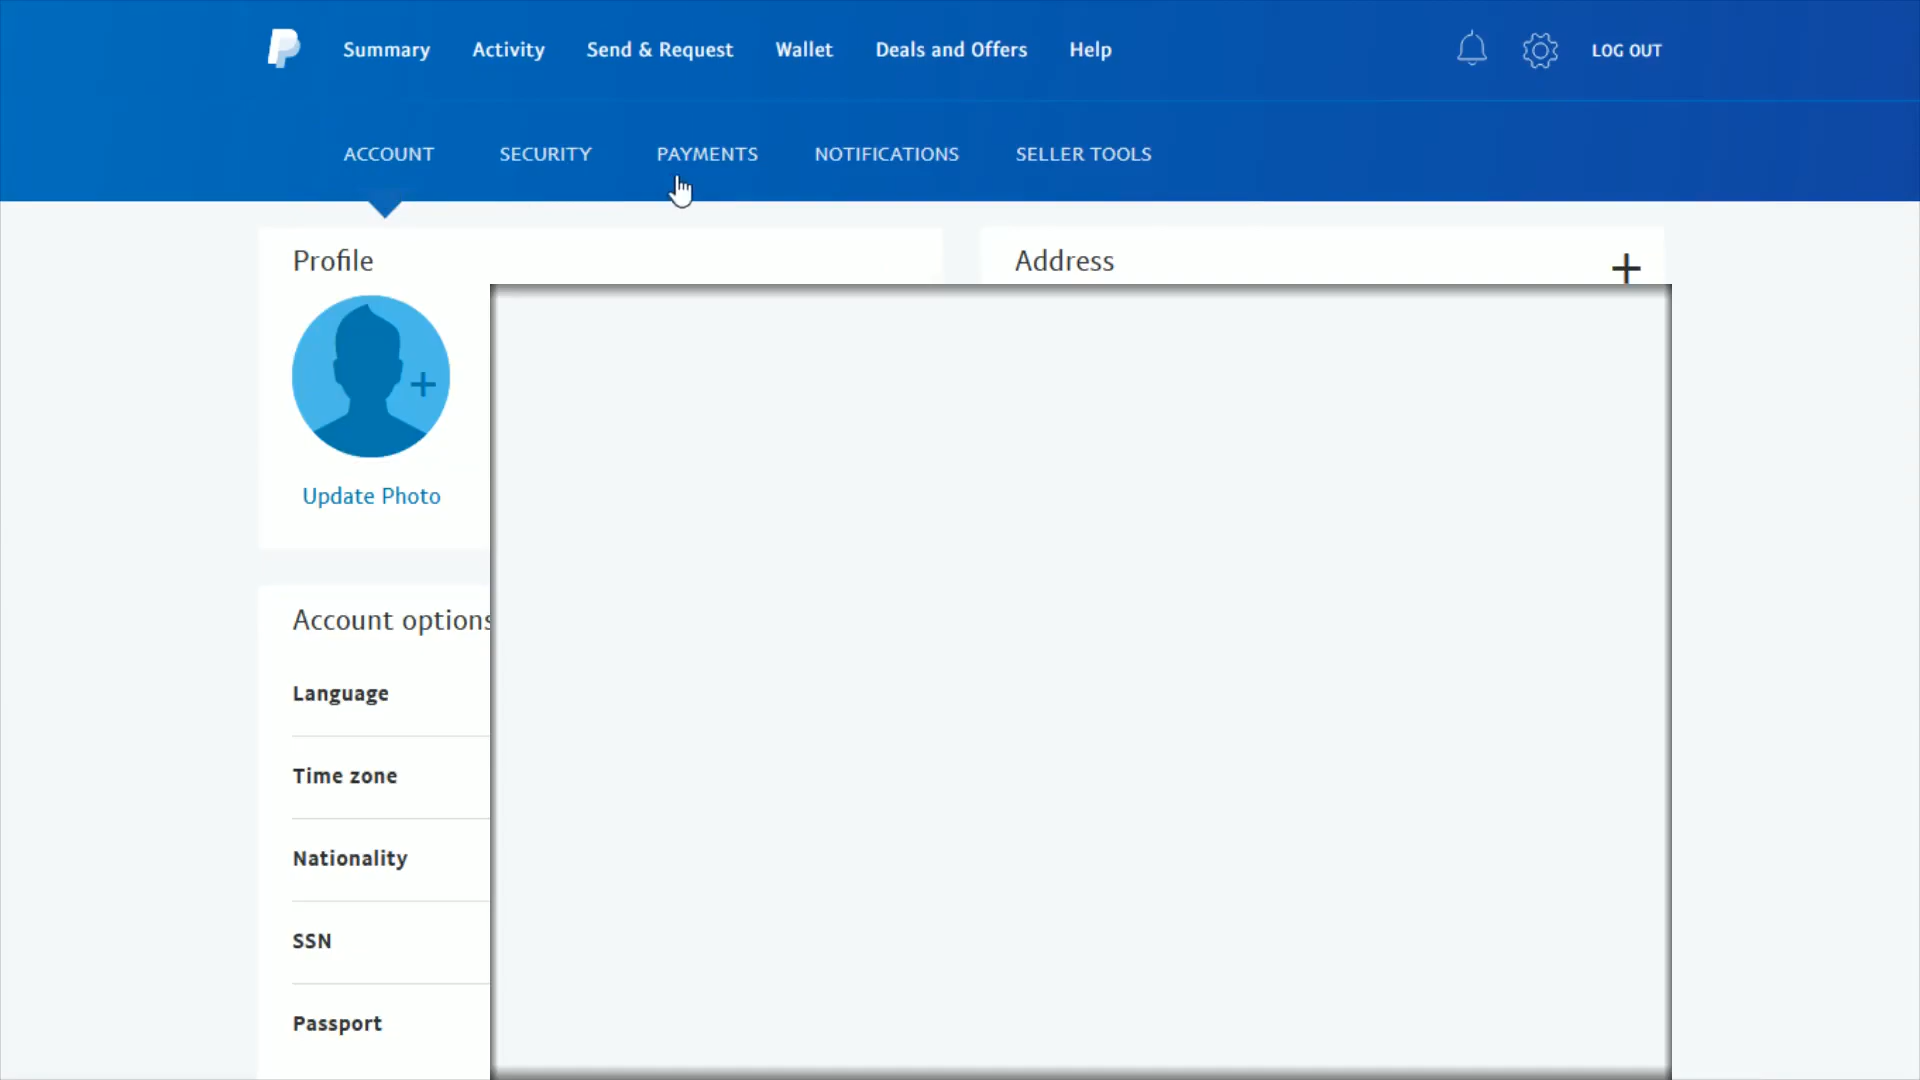 Summary Activity Send & Request Wallet Deals and Offers Help LOG OUT
ACCOUNT SECURITY PAYMENTS NOTIFICATIONS SELLER TOOLS
Profile
Address
Update Photo
Account options
Language
Time zone
Nationality
SSN
Passport